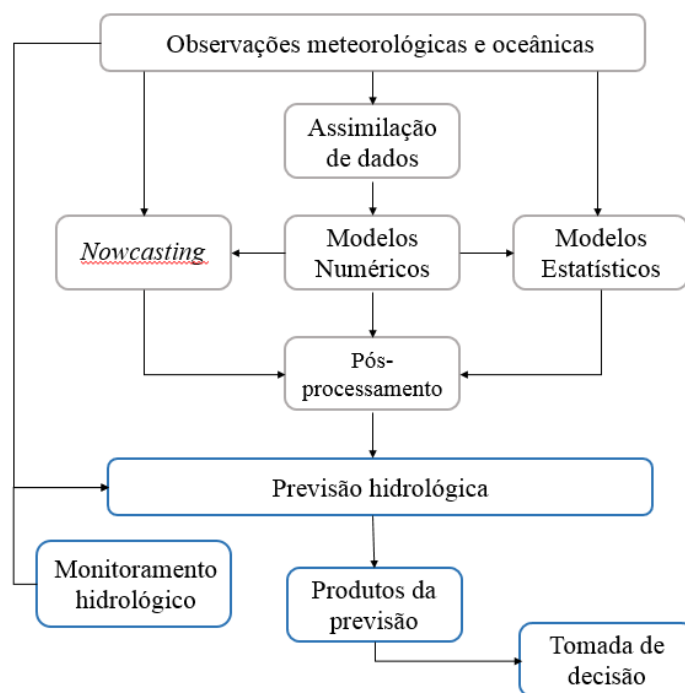 Observações meteorológicas e oceânicas
Assimilação
de dados
Nowcasting
Modelos
Numéricos
Modelos
Estatísticos
Pós-
processamento
Previsão hidrológica
Monitoramento
hidrológico
Produtos da
previsão
Tomada de
decisão